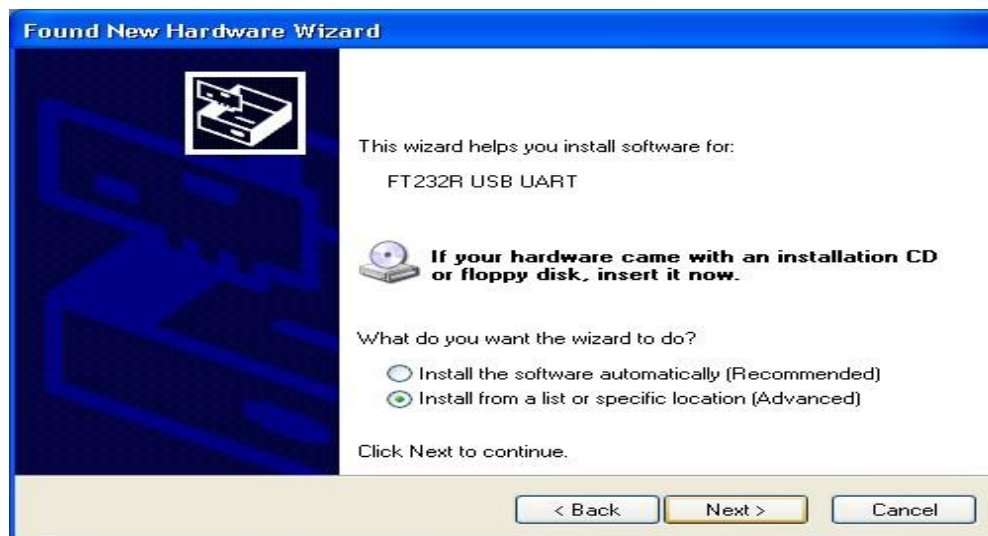 Found New Hardware Wizard
This wizard helps you install software for:
FT232R USB UART
If your hardware came with an installation CD
or floppy disk, insert it now.
What do you want the wizard to do?
Install the software automatically (Recommended)
Install from a list or specific location (Advanced)
Click Next to continue.
< Back Next > Cancel